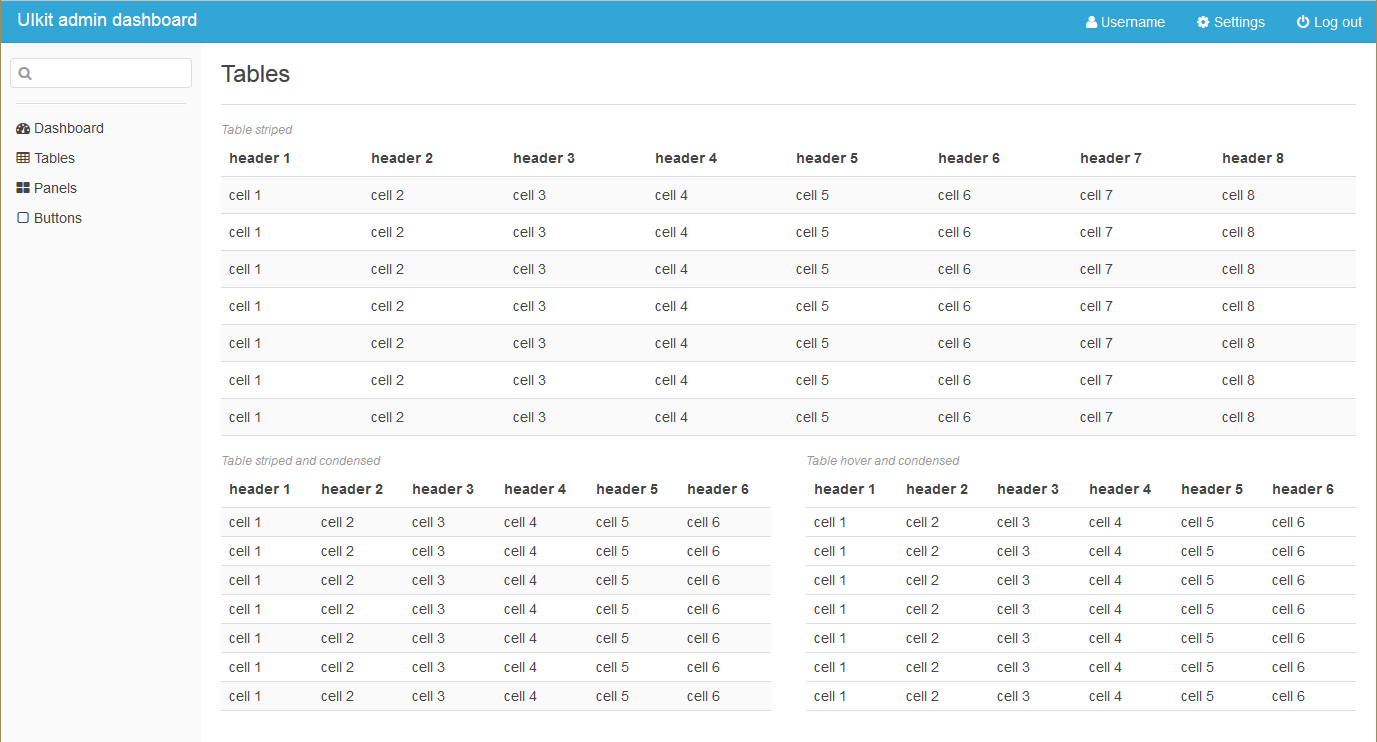 UIkit admin dashboard Username Settings Log out
Tables
Dashboard
Tables
Panels
Buttons
Table striped
header 1 header 2 header 3 header 4 header 5 header 6 header 7 header 8
cell 1 cell 2 cell 3 cell 4 cell 5 cell 6 cell 7 cell 8
cell 1 cell 2 cell 3 cell 4 cell 5 cell 6 cell 7 cell 8
cell 1 cell 2 cell 3 cell 4 cell 5 cell 6 cell 7 cell 8
cell 1 cell 2 cell 3 cell 4 cell 5 cell 6 cell 7 cell 8
cell 1 cell 2 cell 3 cell 4 cell 5 cell 6 cell 7 cell 8
cell 1 cell 2 cell 3 cell 4 cell 5 cell 6 cell 7 cell 8
cell 1 cell 2 cell 3 cell 4 cell 5 cell 6 cell 7 cell 8
Table striped and condensed
header 1 header 2 header 3 header 4 header 5 header 6
cell 1 cell 2 cell 3 cell 4 cell 5 cell 6
cell 1 cell 2 cell 3 cell 4 cell 5 cell 6
cell 1 cell 2 cell 3 cell 4 cell 5 cell 6
cell 1 cell 2 cell 3 cell 4 cell 5 cell 6
cell 1 cell 2 cell 3 cell 4 cell 5 cell 6
cell 1 cell 2 cell 3 cell 4 cell 5 cell 6
cell 1 cell 2 cell 3 cell 4 cell 5 cell 6
Table hover and condensed
header 1 header 2 header 3 header 4 header 5 header 6
cell 1 cell 2 cell 3 cell 4 cell 5 cell 6
cell 1 cell 2 cell 3 cell 4 cell 5 cell 6
cell 1 cell 2 cell 3 cell 4 cell 5 cell 6
cell 1 cell 2 cell 3 cell 4 cell 5 cell 6
cell 1 cell 2 cell 3 cell 4 cell 5 cell 6
cell 1 cell 2 cell 3 cell 4 cell 5 cell 6
cell 1 cell 2 cell 3 cell 4 cell 5 cell 6